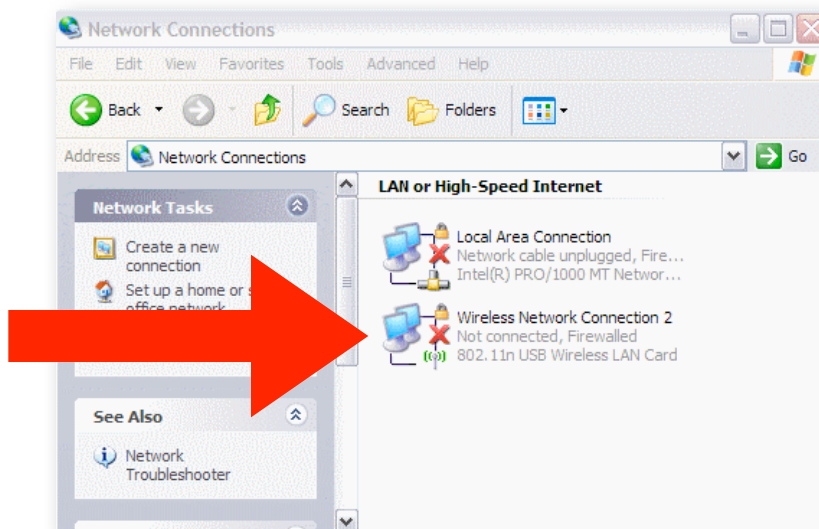 Network Connections
File Edit View Favorites Tools Advanced Help
Back Search Folders
Address Network Connections Go
Network Tasks
Create a new
connection
Set up a home or
office network
See Also
Network
Troubleshooter
LAN or High-Speed Internet
Local Area Connection
Network cable unplugged, Fire...
Intel(R) PRO/1000 MT Networ...
Wireless Network Connection 2
Not connected, Firewalled
802.11n USB Wireless LAN Card